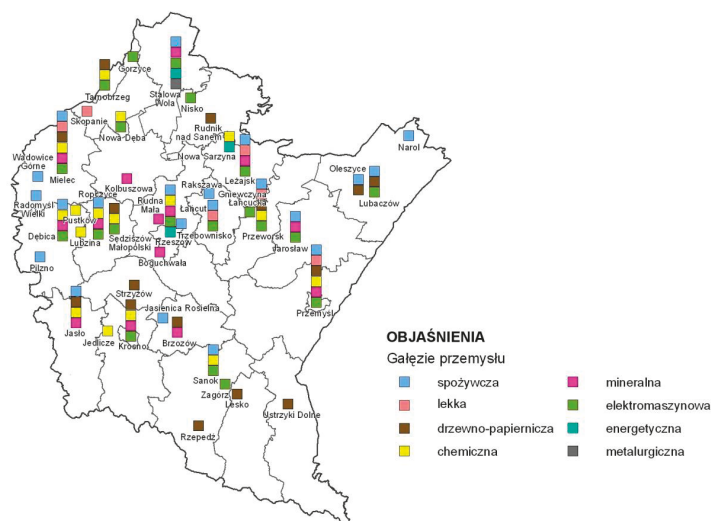 Gorzyce
Tarnobrzeg
Stalowa
Wola
Nisko
Skopanie
Nowa Dęba
Rudnik
nad Sanem
Narol
Wadowice
Górne
Mielec
Nowa Sarzyna
Leżajsk
Oleszyce
Lubaczów
Kolbuszowa
Rakszawa
Gniewczyna
Łańcucka
Radomyśl
Wielki
Ropczyce
Rudna
Mała
Łańcut
Pustków
Dębica
Lubzina
Sędziszów
Małopolski
Rzeszów
Trzebownisko
Przeworsk
Jarosław
Boguchwała
Pilzno
Strzyżów
Przemyśl
Jasienica Rosielna
Jasło
Jedlicze
Krosno
Brzozów
Sanok
Zagórz
Lesko
Ustrzyki Dolne
Rzepedź
OBJAŚNIENIA
Gałęzie przemysłu
spożywcza
lekka
drzewno-papiernicza
chemiczna
mineralna
elektromaszynowa
energetyczna
metalurgiczna